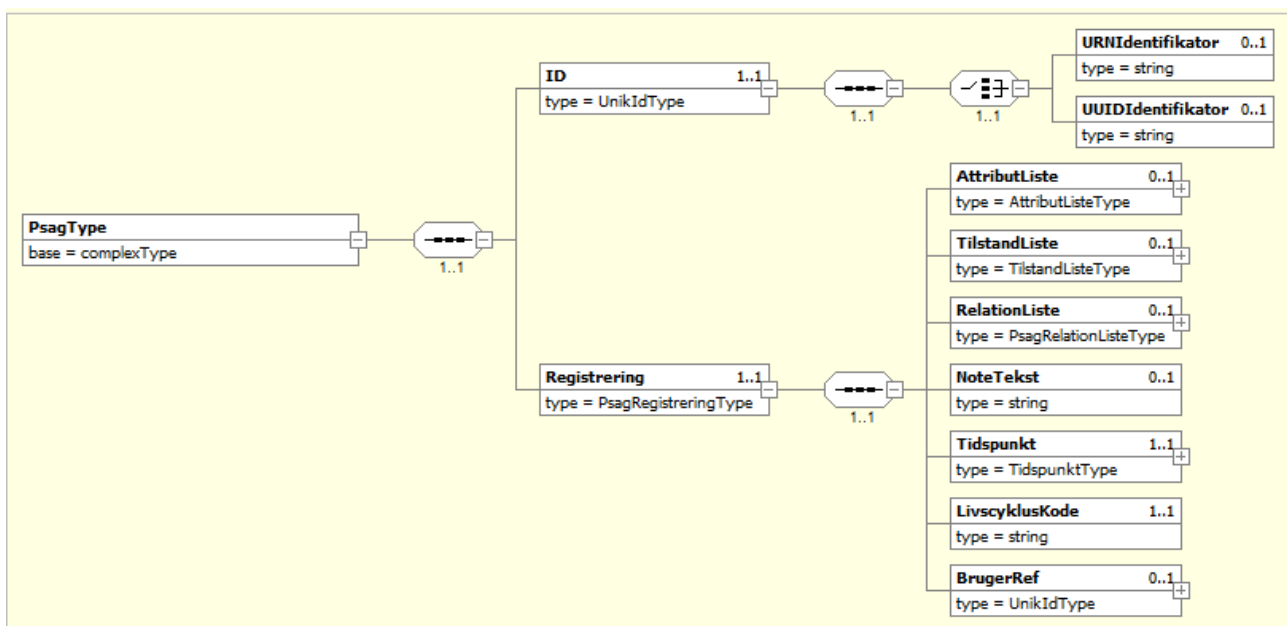 PsagType
base = complexType
1..1
ID 1..1
type = UnikIdType
1..1
1..1
URNIdentifikator 0..1
type = string
UUIDIdentifikator 0..1
type = string
Registrering 1..1
type = PsagRegistreringType
1..1
AttributListe 0..1
type = AttributListeType
TilstandListe 0..1
type = TilstandListeType
RelationListe 0..1
type = PsagRelationListeType
NoteTekst 0..1
type = string
Tidspunkt 1..1
type = TidspunktType
LivscyklusKode 1..1
type = string
BrugerRef 0..1
type = UnikIdType